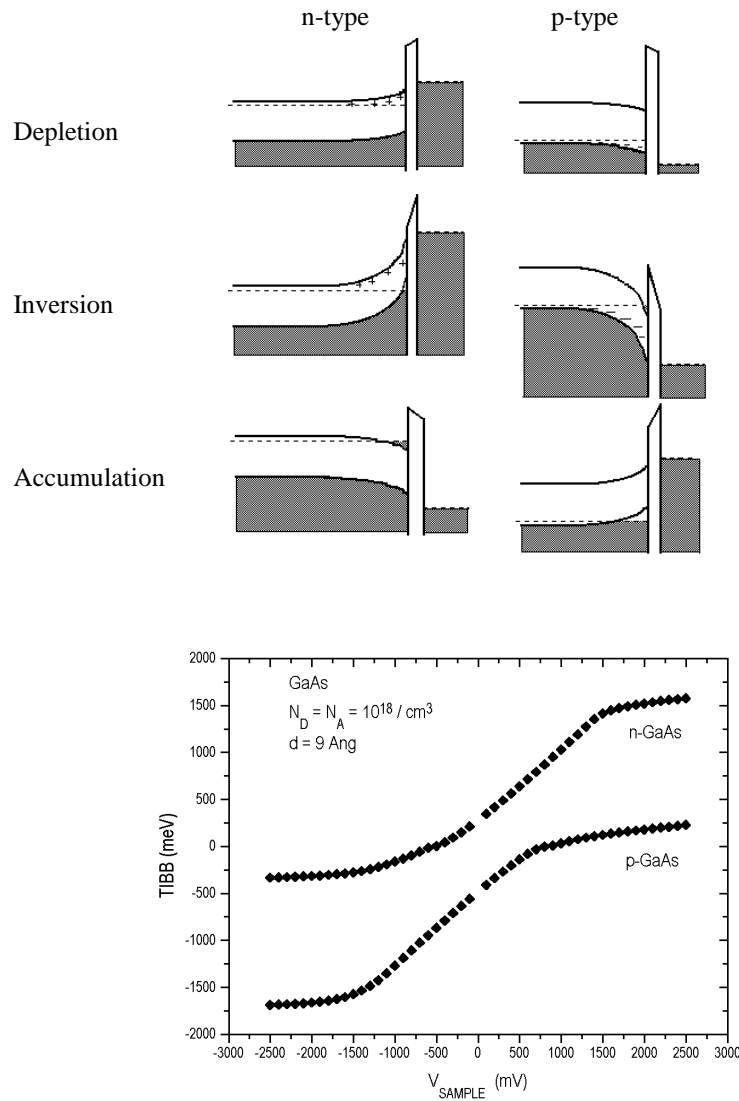 n-type p-type
Depletion
Inversion
Accumulation
GaAs
N_D = N_A = 10^18 / cm^3
d = 9 Ang
n-GaAs
p-GaAs
TIBB (meV)
2000
1500
1000
500
0
-500
-1000
-1500
-2000
-3000 -2500 -2000 -1500 -1000 -500 0 500 1000 1500 2000 2500 3000
V_SAMPLE (mV)